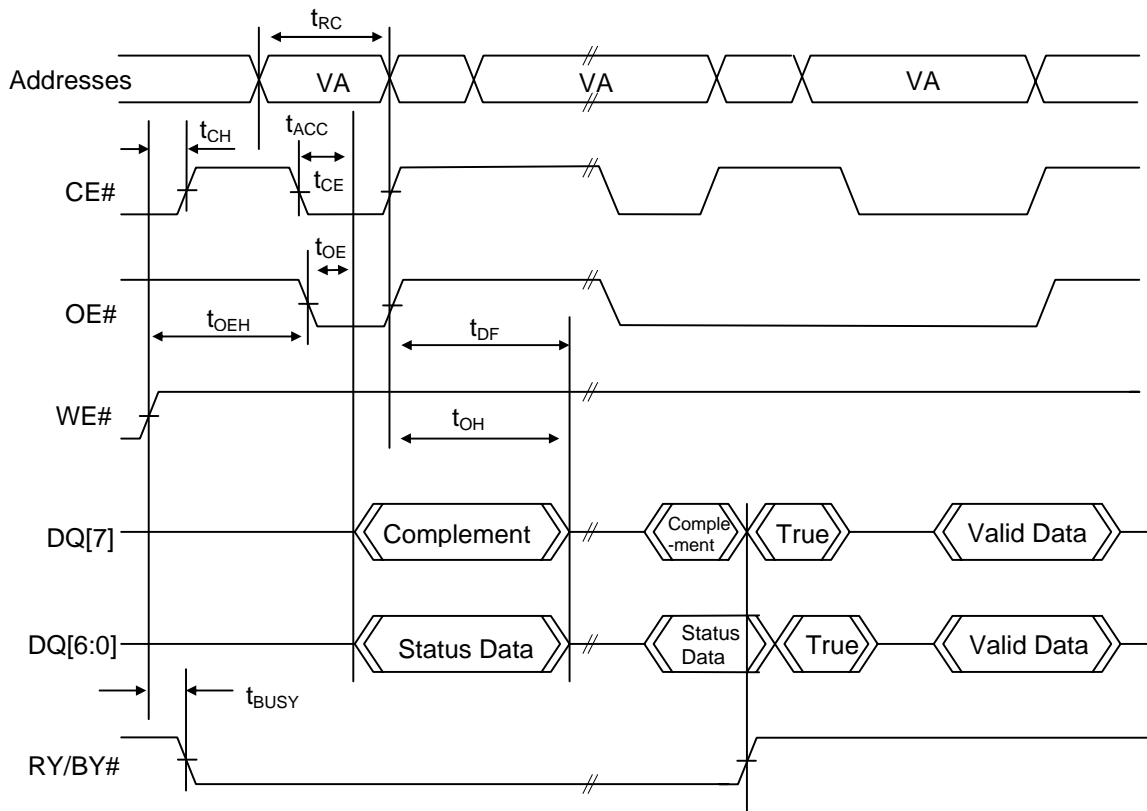 tRC
Addresses VA VA VA
tCH tACC
CE# tCE
tOE
OE#
tOEH tDF
WE# tOH
DQ[7] Complement Comple-ment True Valid Data
DQ[6:0] Status Data Status Data True Valid Data
tBUSY
RY/BY#